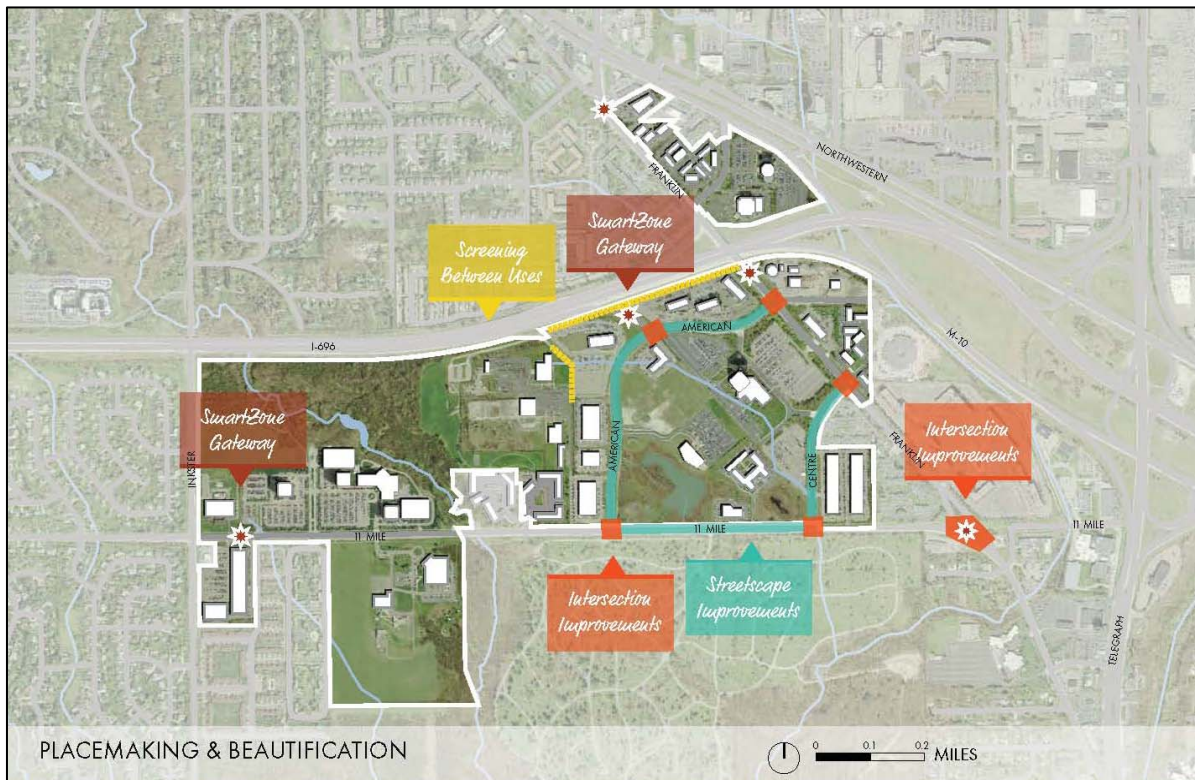 NORTHWESTERN
FRANKLIN
SmartZone
Gateway
Screening
Between Uses
AMERICAN
M-10
I-696
SmartZone
Gateway
INKSTER
AMERICAN
CENTRE
FRANKLIN
Intersection
Improvements
11 MILE
11 MILE
11 MILE
Intersection
Improvements
Streetscape
Improvements
TELEGRAPH
PLACEMAKING & BEAUTIFICATION
0 0.1 0.2
MILES